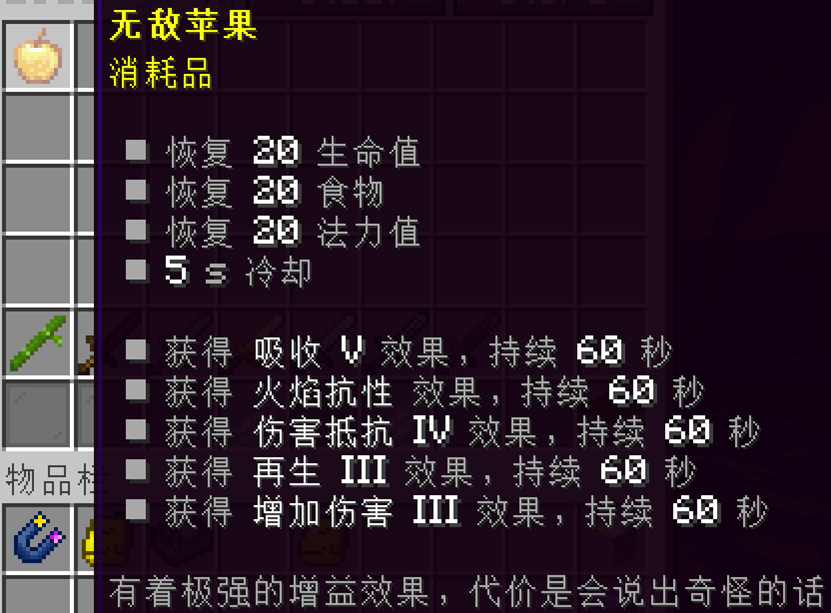 无敌苹果
消耗品
恢复 20 生命值
恢复 20 食物
恢复 20 法力值
5 s 冷却
获得 吸收 V 效果，持续 60 秒
获得 火焰抗性 效果，持续 60 秒
获得 伤害抵抗 IV 效果，持续 60 秒
获得 再生 III 效果，持续 60 秒
物品栏
获得 增加伤害 III 效果，持续 60 秒
有着极强的增益效果，代价是会说出奇怪的话